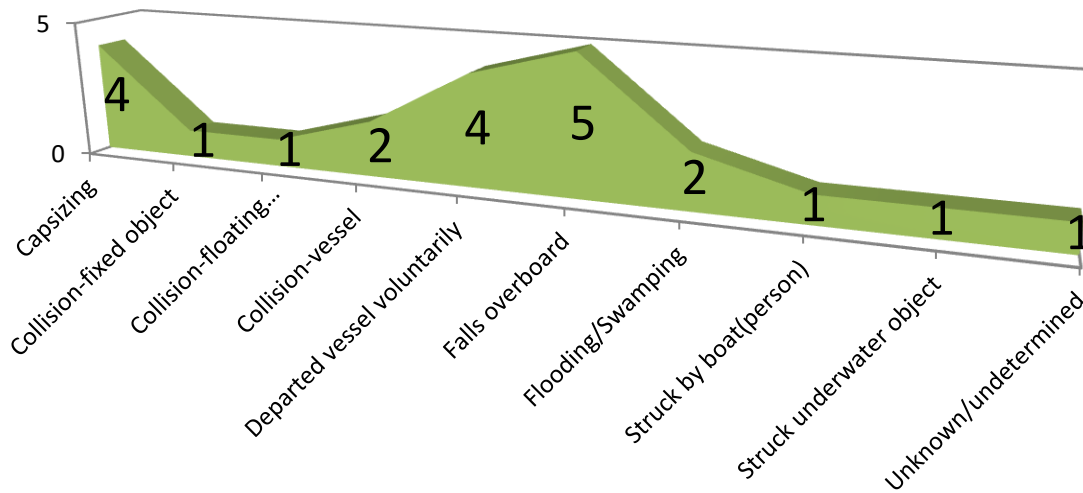 5
0
4
1
1
2
4
5
2
1
1
1
Capsizing
Collision-fixed object
Collision-floating...
Collision-vessel
Departed vessel voluntarily
Falls overboard
Flooding/Swamping
Struck by boat(person)
Struck underwater object
Unknown/undetermined